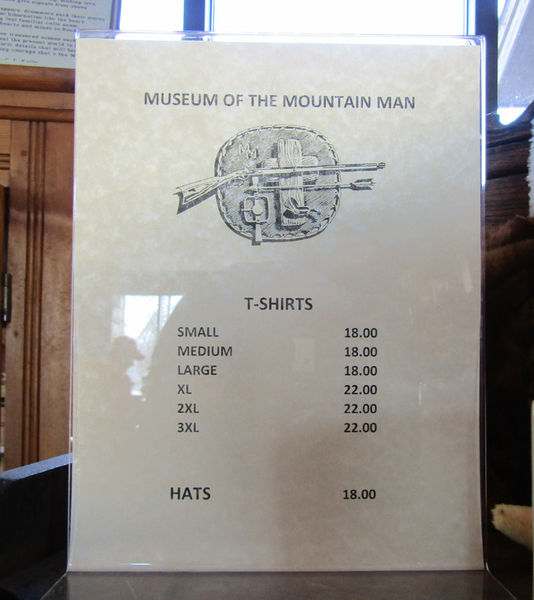 MUSEUM OF THE MOUNTAIN MAN
M M
T-SHIRTS
SMALL 18.00
MEDIUM 18.00
LARGE 18.00
XL 22.00
2XL 22.00
3XL 22.00
HATS 18.00